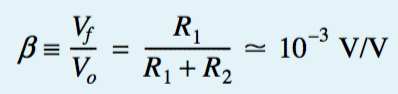 β ≡ V_f / V_o = R_1 / (R_1 + R_2) ≃ 10^{-3} V/V